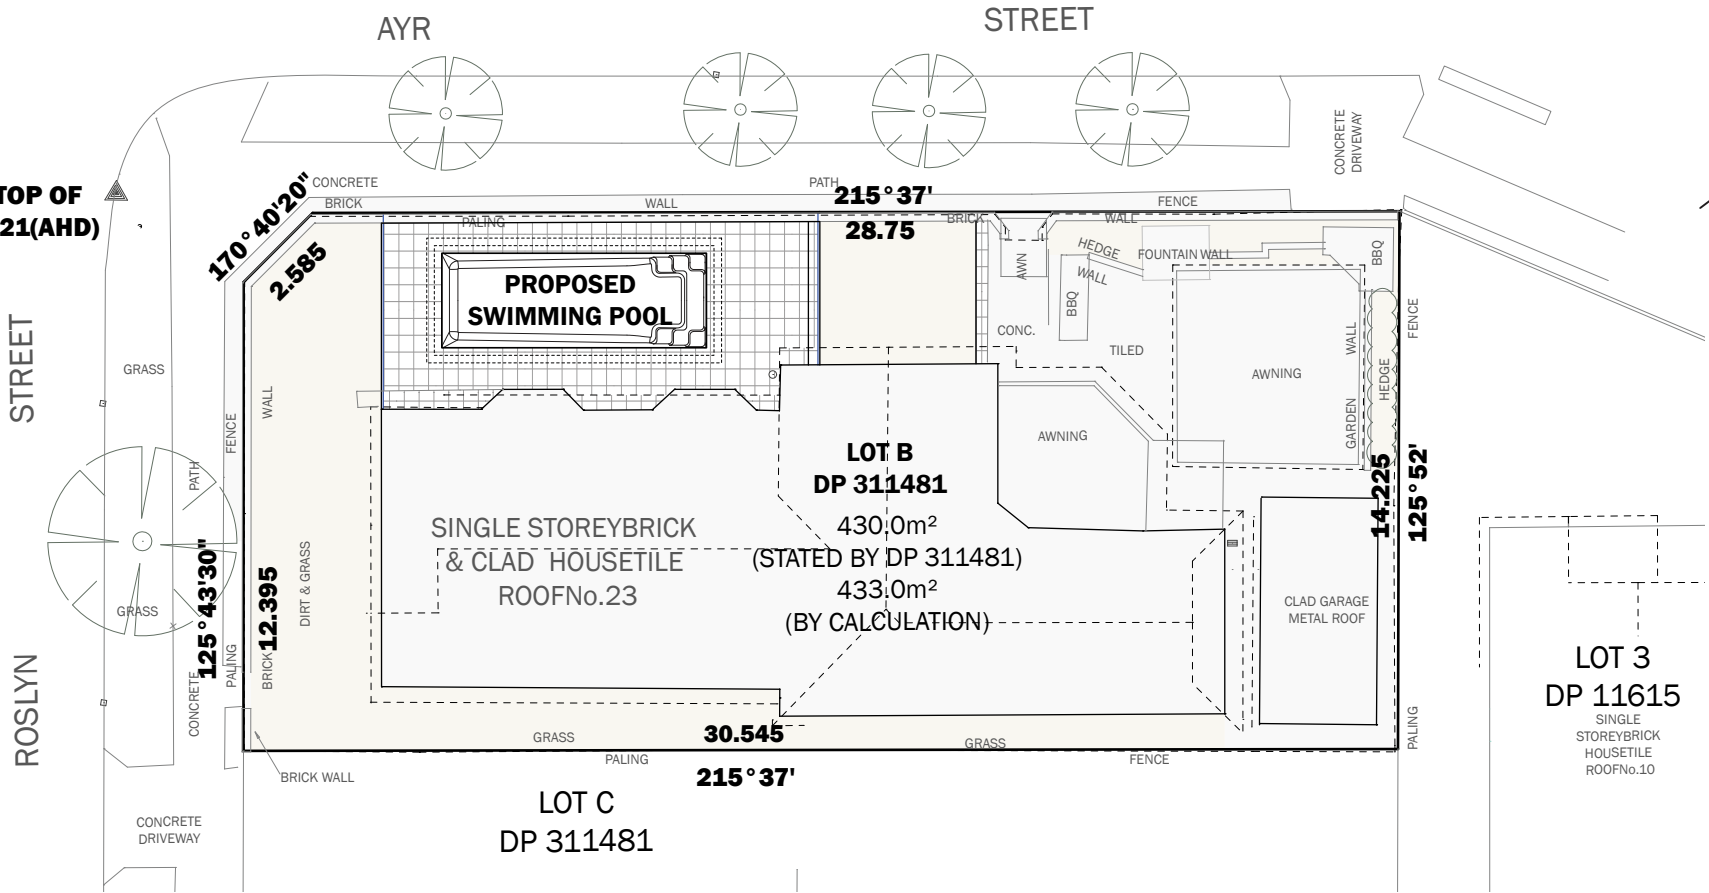 AYR
STREET
TOP OF
21(AHD)
CONCRETE
DRIVEWAY
CONCRETE
PATH
170°40'20"
BRICK
WALL
215°37'
FENCE
PALING
28.75
BRICK
WALL
2.585
PROPOSED
SWIMMING POOL
AWN
HEDGE
WALL
FOUNTAIN WALL
BBQ
BBQ
CONC.
TILED
WALL
FENCE
STREET
GRASS
WALL
AWNING
HEDGE
GARDEN
FENCE
PATH
AWNING
LOT B
DP 311481
430.0m²
(STATED BY DP 311481)
433.0m²
(BY CALCULATION)
14.225
125°52'
SINGLE STOREYBRICK
& CLAD HOUSETILE
ROOFNo.23
DIRT & GRASS
GRASS
125°43'30"
12.395
CLAD GARAGE
METAL ROOF
ROSLYN
CONCRETE
PALING
BRICK
LOT 3
DP 11615
SINGLE
STOREYBRICK
HOUSETILE
ROOFNo.10
PALING
GRASS
30.545
GRASS
PALING
215°37'
FENCE
BRICK WALL
LOT C
DP 311481
CONCRETE
DRIVEWAY